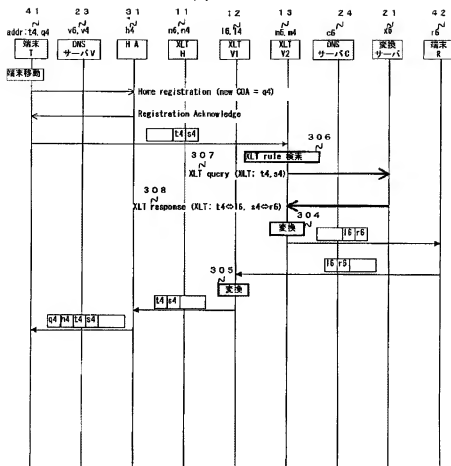 41 23 31 11 12 13 24 21 42
addr:t4,q4 v6,v4 h4 n6,n4 l6,l4 m6,m4 c6 x0 r6
端末 T
DNS サーバV
HA
XLT H
XLT V1
XLT V2
DNS サーバC
変換 サーバ
端末 R
端末移動
Home registration (new COA = q4)
Registration Acknowledge
t4 s4
306
307
XLT rule 検索
XLT query (XLT; t4,s4)
308
XLT response (XLT: t4⇔l6, s4⇔r6)
304
変換
l6 r6
l6 r6
305
変換
t4 s4
q4 h4 t4 s4